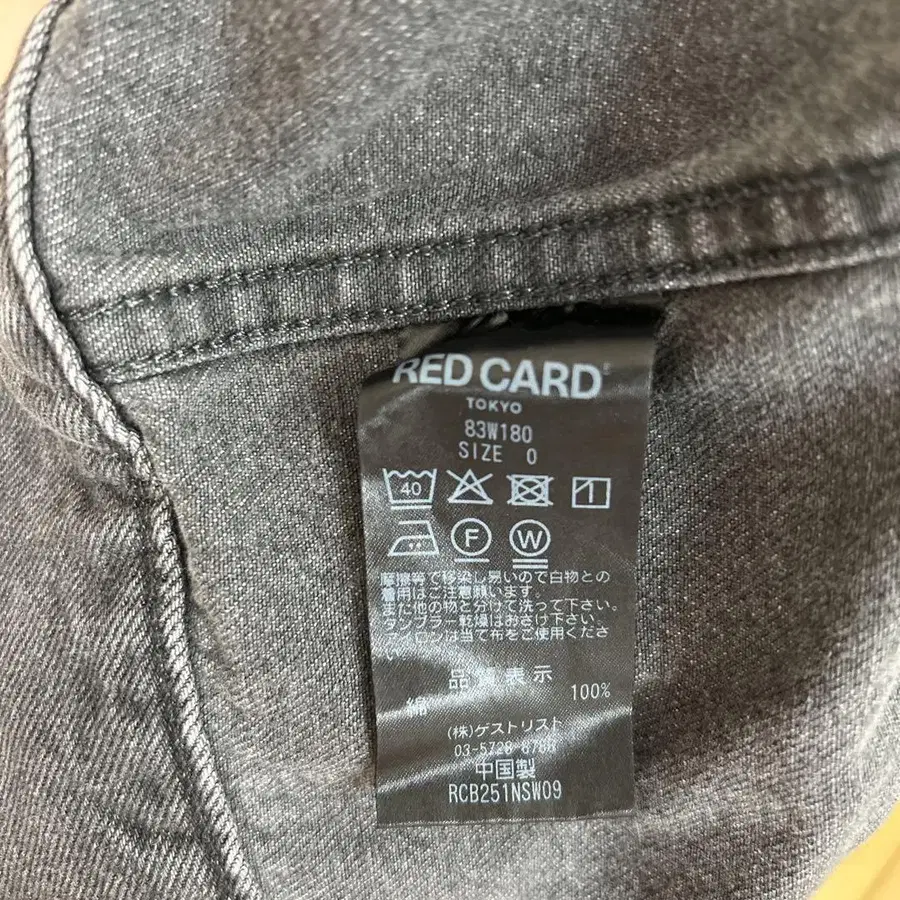 RED CARD
TOKYO
83W180
SIZE 0
40
F W
摩擦等で移染し易いので白物との
着用はご注意願います。
また他の物と分けて洗って下さい。
タンブラー乾燥はおさけ下さい。
アイロンは当て布をご使用くださ
品 表示
綿 100%
(株)ゲストリスト
03-5728
中国製
RCB251NSW09